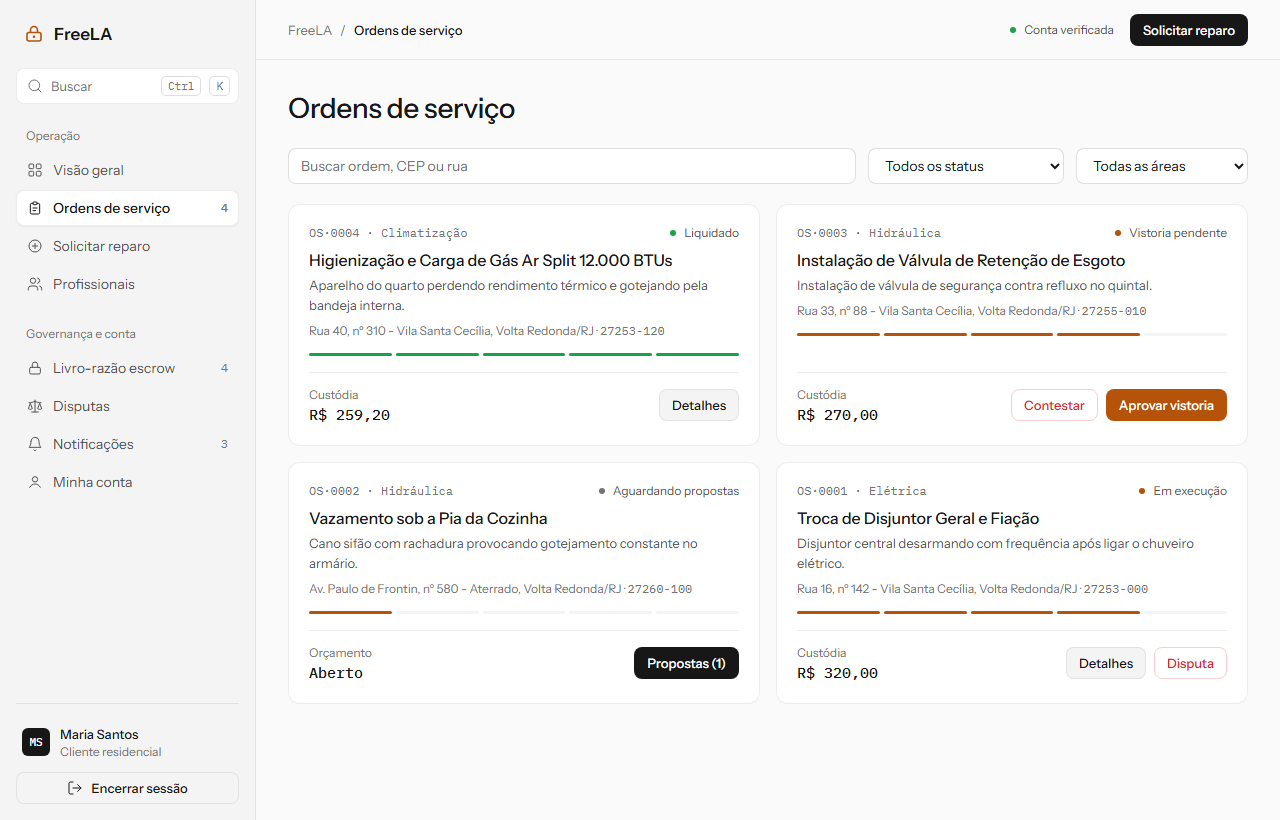 FreeLA
Buscar Ctrl K
Operação
Visão geral
Ordens de serviço 4
Solicitar reparo
Profissionais
Governança e conta
Livro-razão escrow 4
Disputas
Notificações 3
Minha conta
MS
Maria Santos
Cliente residencial
Encerrar sessão
FreeLA / Ordens de serviço
Conta verificada
Solicitar reparo
Ordens de serviço
Buscar ordem, CEP ou rua
Todos os status
Todas as áreas
OS-0004 · Climatização
Liquidado
Higienização e Carga de Gás Ar Split 12.000 BTUs
Aparelho do quarto perdendo rendimento térmico e gotejando pela
bandeja interna.
Rua 40, nº 310 - Vila Santa Cecília, Volta Redonda/RJ · 27253-120
Custódia
R$ 259,20
Detalhes
OS-0003 · Hidráulica
Vistoria pendente
Instalação de Válvula de Retenção de Esgoto
Instalação de válvula de segurança contra refluxo no quintal.
Rua 33, nº 88 - Vila Santa Cecília, Volta Redonda/RJ · 27255-010
Custódia
R$ 270,00
Contestar
Aprovar vistoria
OS-0002 · Hidráulica
Aguardando propostas
Vazamento sob a Pia da Cozinha
Cano sifão com rachadura provocando gotejamento constante no
armário.
Av. Paulo de Frontin, nº 580 - Aterrado, Volta Redonda/RJ · 27260-100
Orçamento
Aberto
Propostas (1)
OS-0001 · Elétrica
Em execução
Troca de Disjuntor Geral e Fiação
Disjuntor central desarmando com frequência após ligar o chuveiro
elétrico.
Rua 16, nº 142 - Vila Santa Cecília, Volta Redonda/RJ · 27253-000
Custódia
R$ 320,00
Detalhes
Disputa